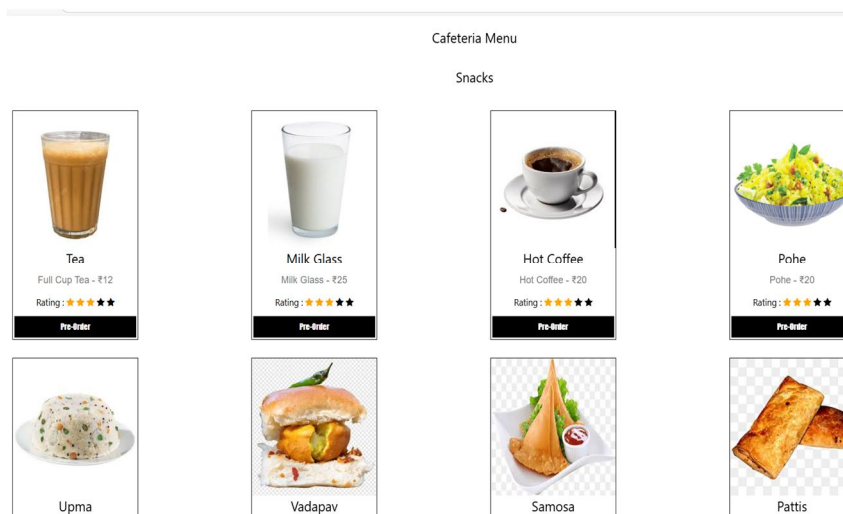 Cafeteria Menu
Snacks
Tea
Full Cup Tea - ₹12
Rating :
Pre-Order
Milk Glass
Milk Glass - ₹25
Rating :
Pre-Order
Hot Coffee
Hot Coffee - ₹20
Rating :
Pre-Order
Pohe
Pohe - ₹20
Rating :
Pre-Order
Upma
Vadapav
Samosa
Pattis